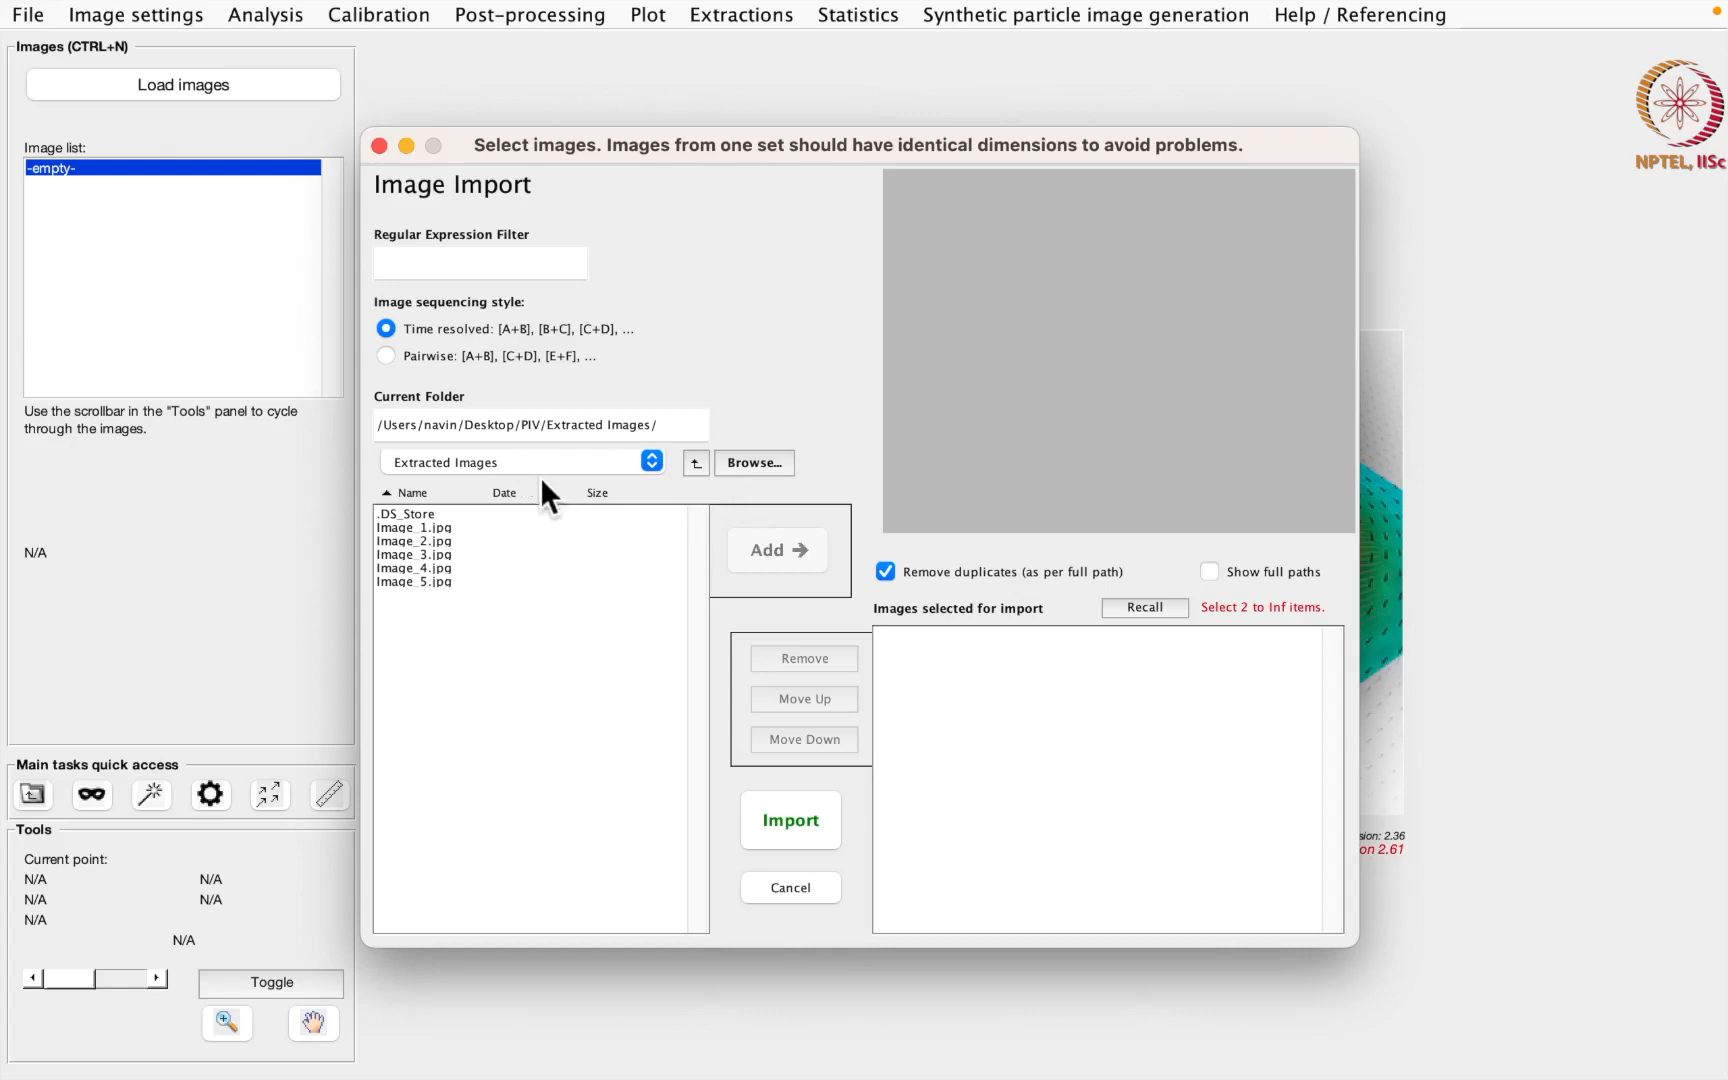 File Image settings Analysis Calibration Post-processing Plot Extractions Statistics Synthetic particle image generation Help / Referencing
Images (CTRL+N)
Load images
Image list:
-empty-
Use the scrollbar in the "Tools" panel to cycle
through the images.
N/A
Main tasks quick access
Tools
Current point:
N/A N/A
N/A N/A
N/A
N/A
Toggle
Select images. Images from one set should have identical dimensions to avoid problems.
Image Import
Regular Expression Filter
Image sequencing style:
Time resolved: [A+B], [B+C], [C+D], ...
Pairwise: [A+B], [C+D], [E+F], ...
Current Folder
/Users/navin/Desktop/PIV/Extracted Images/
Extracted Images
Browse...
Name Date Size
.DS_Store
Image_1.jpg
Image_2.jpg
Image_3.jpg
Image_4.jpg
Image_5.jpg
Add
Remove
Move Up
Move Down
Import
Cancel
Remove duplicates (as per full path) Show full paths
Images selected for import Recall Select 2 to Inf items.
sion: 2.36
on 2.61
NPTEL, IISc